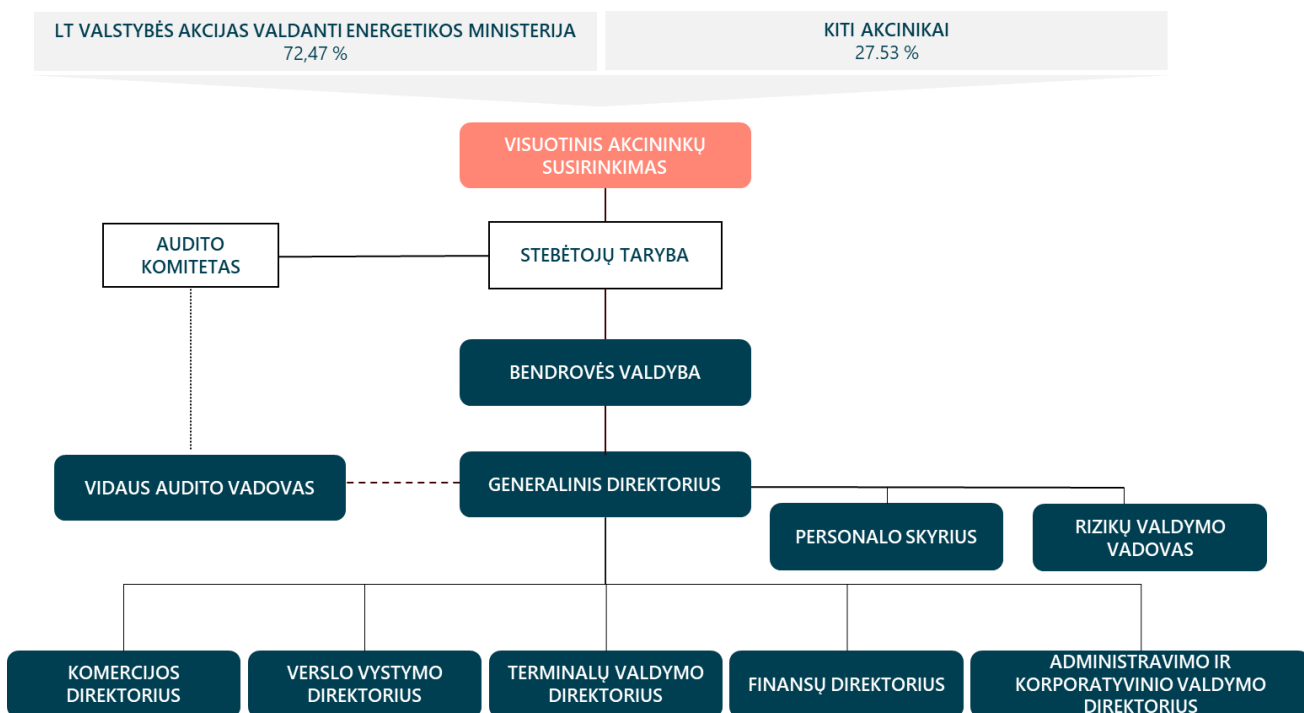 LT VALSTYBĖS AKCIJAS VALDANTI ENERGETIKOS MINISTERIJA
72,47 %
KITI AKCINIKAI
27.53 %
VISUOTINIS AKCININKŲ
SUSIRINKIMAS
AUDITO
KOMITETAS
STEBĖTOJŲ TARYBA
BENDROVĖS VALDYBA
VIDAUS AUDITO VADOVAS
GENERALINIS DIREKTORIUS
PERSONALO SKYRIUS
RIZIKŲ VALDYMO
VADOVAS
KOMERCIJOS
DIREKTORIUS
VERSLO VYSTYMO
DIREKTORIUS
TERMINALŲ VALDYMO
DIREKTORIUS
FINANSŲ DIREKTORIUS
ADMINISTRAVIMO IR
KORPORATYVINIO VALDYMO
DIREKTORIUS